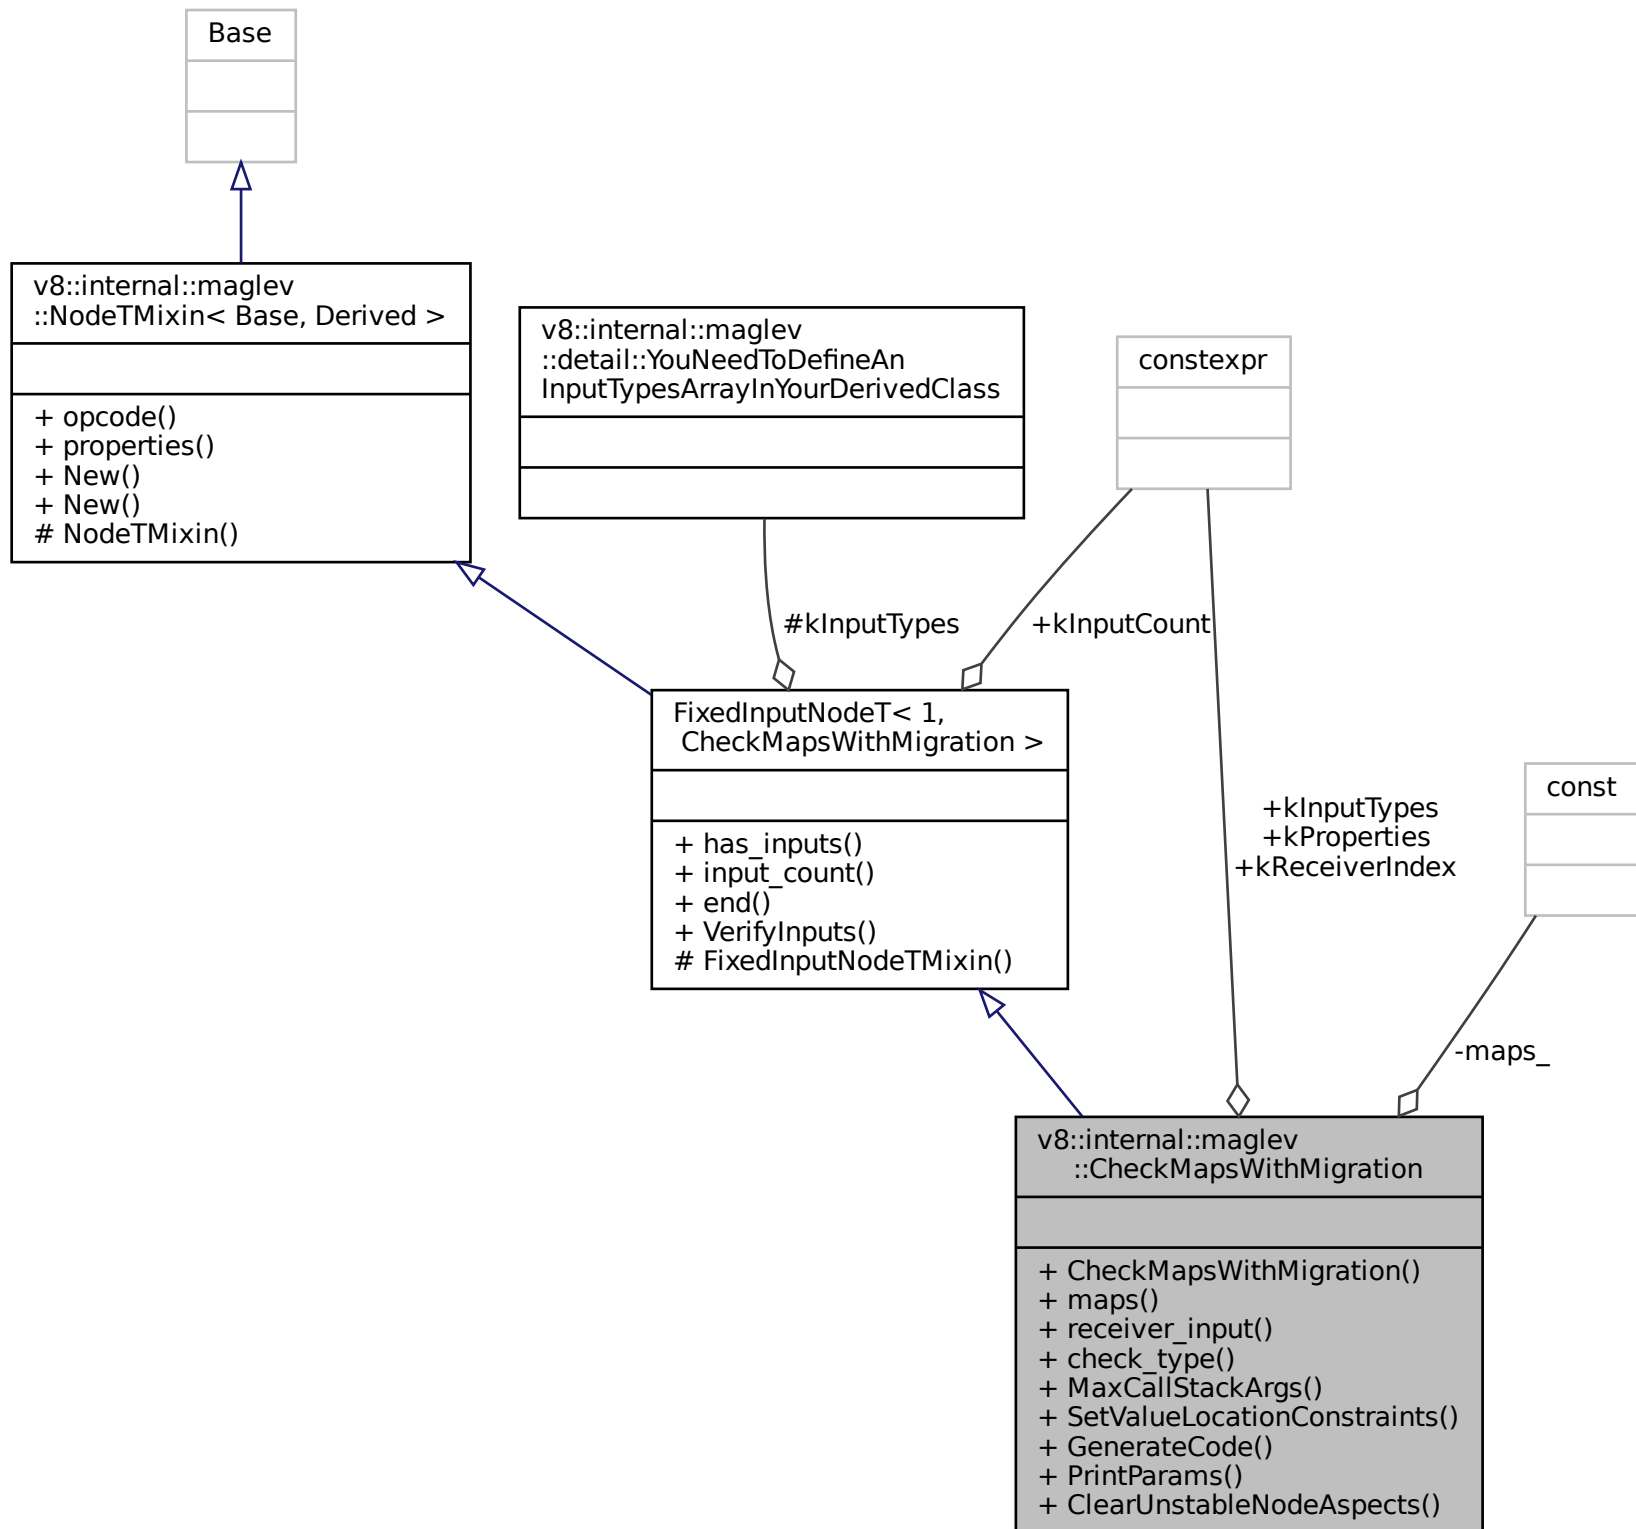 Base
v8::internal::maglev
::NodeTMixin< Base, Derived >
+ opcode()
+ properties()
+ New()
+ New()
# NodeTMixin()
v8::internal::maglev
::detail::YouNeedToDefineAn
InputTypesArrayInYourDerivedClass
constexpr
#kInputTypes
+kInputCount
FixedInputNodeT< 1,
CheckMapsWithMigration >
+ has_inputs()
+ input_count()
+ end()
+ VerifyInputs()
# FixedInputNodeTMixin()
+kInputTypes
+kProperties
+kReceiverIndex
const
-maps_
v8::internal::maglev
::CheckMapsWithMigration
+ CheckMapsWithMigration()
+ maps()
+ receiver_input()
+ check_type()
+ MaxCallStackArgs()
+ SetValueLocationConstraints()
+ GenerateCode()
+ PrintParams()
+ ClearUnstableNodeAspects()